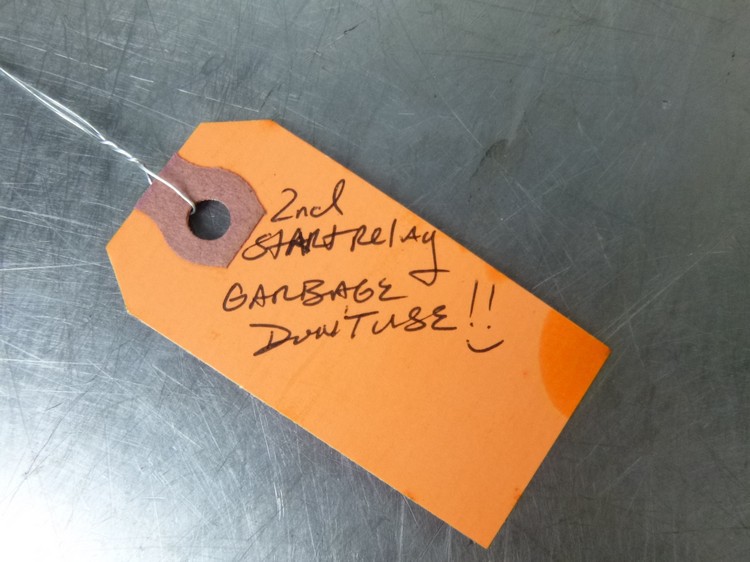 2nd
START Relay
GARBAGE
DON'T USE !!